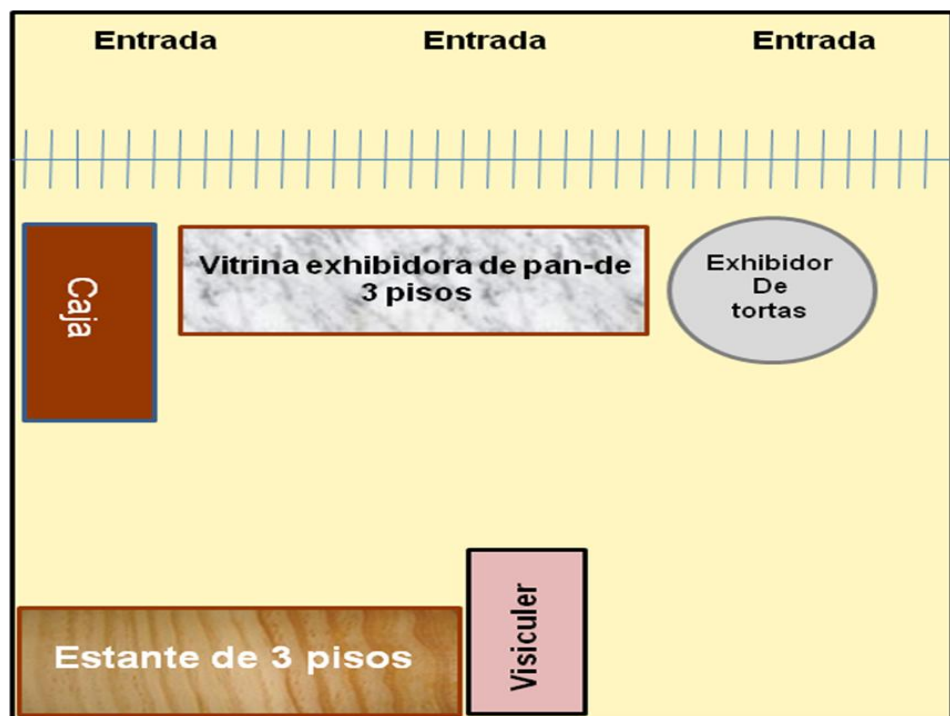 Entrada Entrada Entrada
Caja
Vitrina exhibidora de pan-de
3 pisos
Exhibidor
De
tortas
Estante de 3 pisos
Visiculer